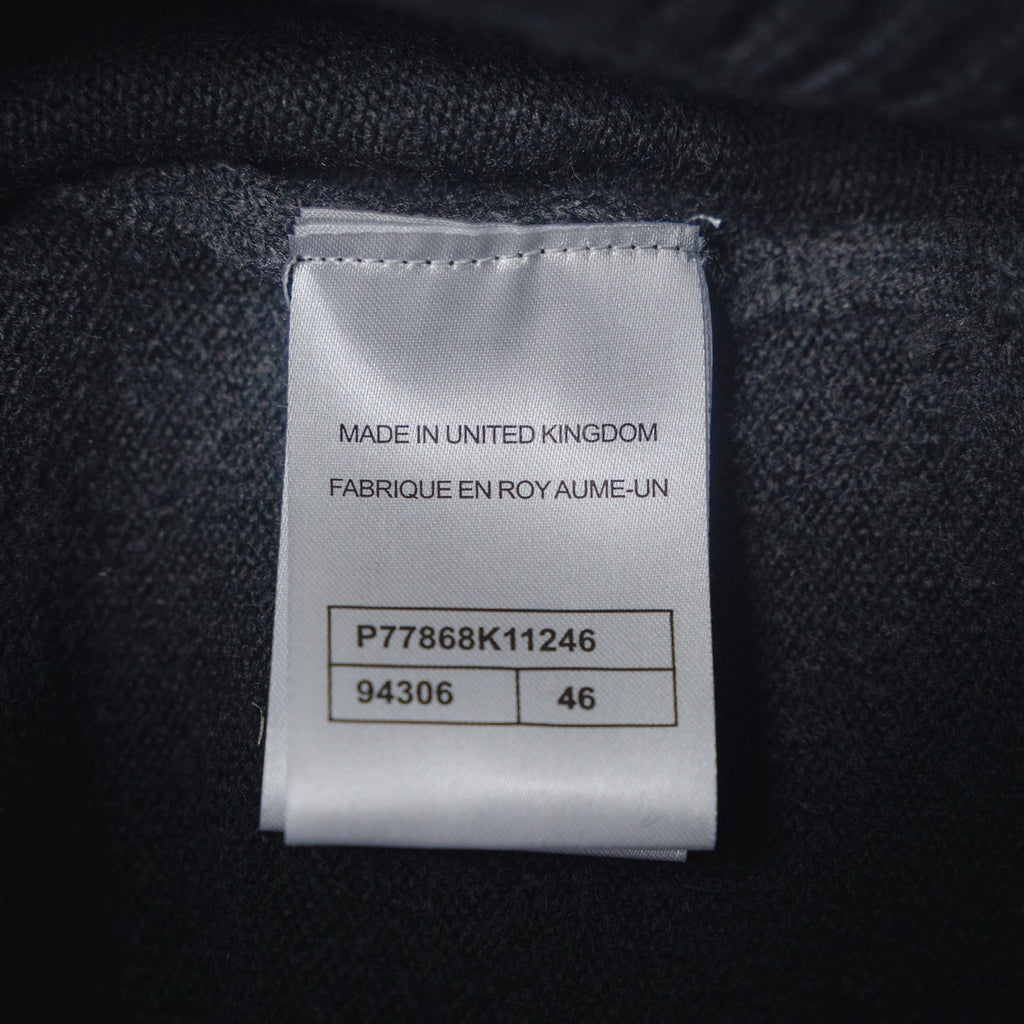 MADE IN UNITED KINGDOM
FABRIQUE EN ROY AUME-UN
P77868K11246
94306 46